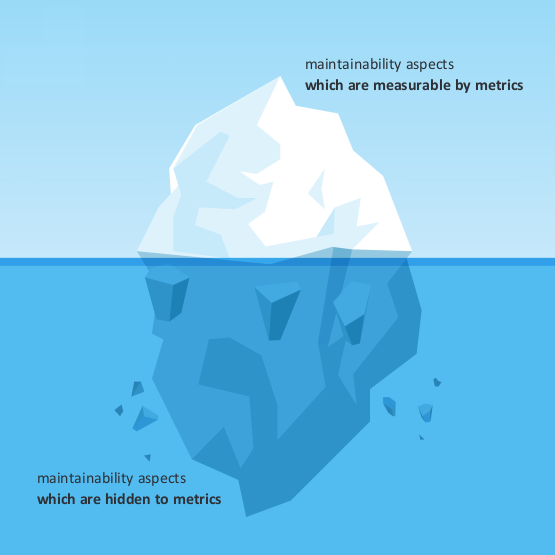 maintainability aspects
which are measurable by metrics
maintainability aspects
which are hidden to metrics